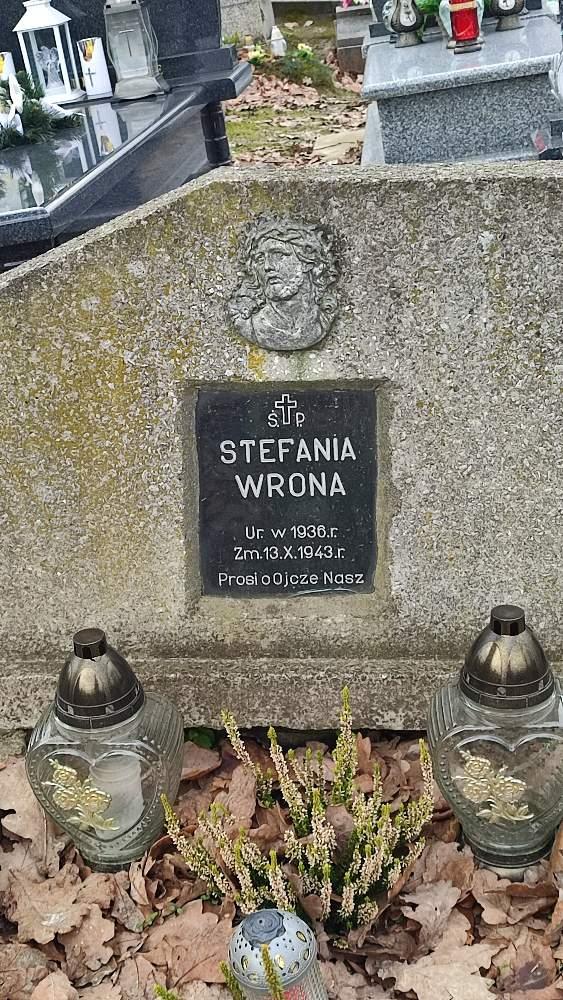 Ś.P.
STEFANIA
WRONA
Ur. w 1936.r.
Zm.13.X.1943.r.
Prosi o Ojcze Nasz